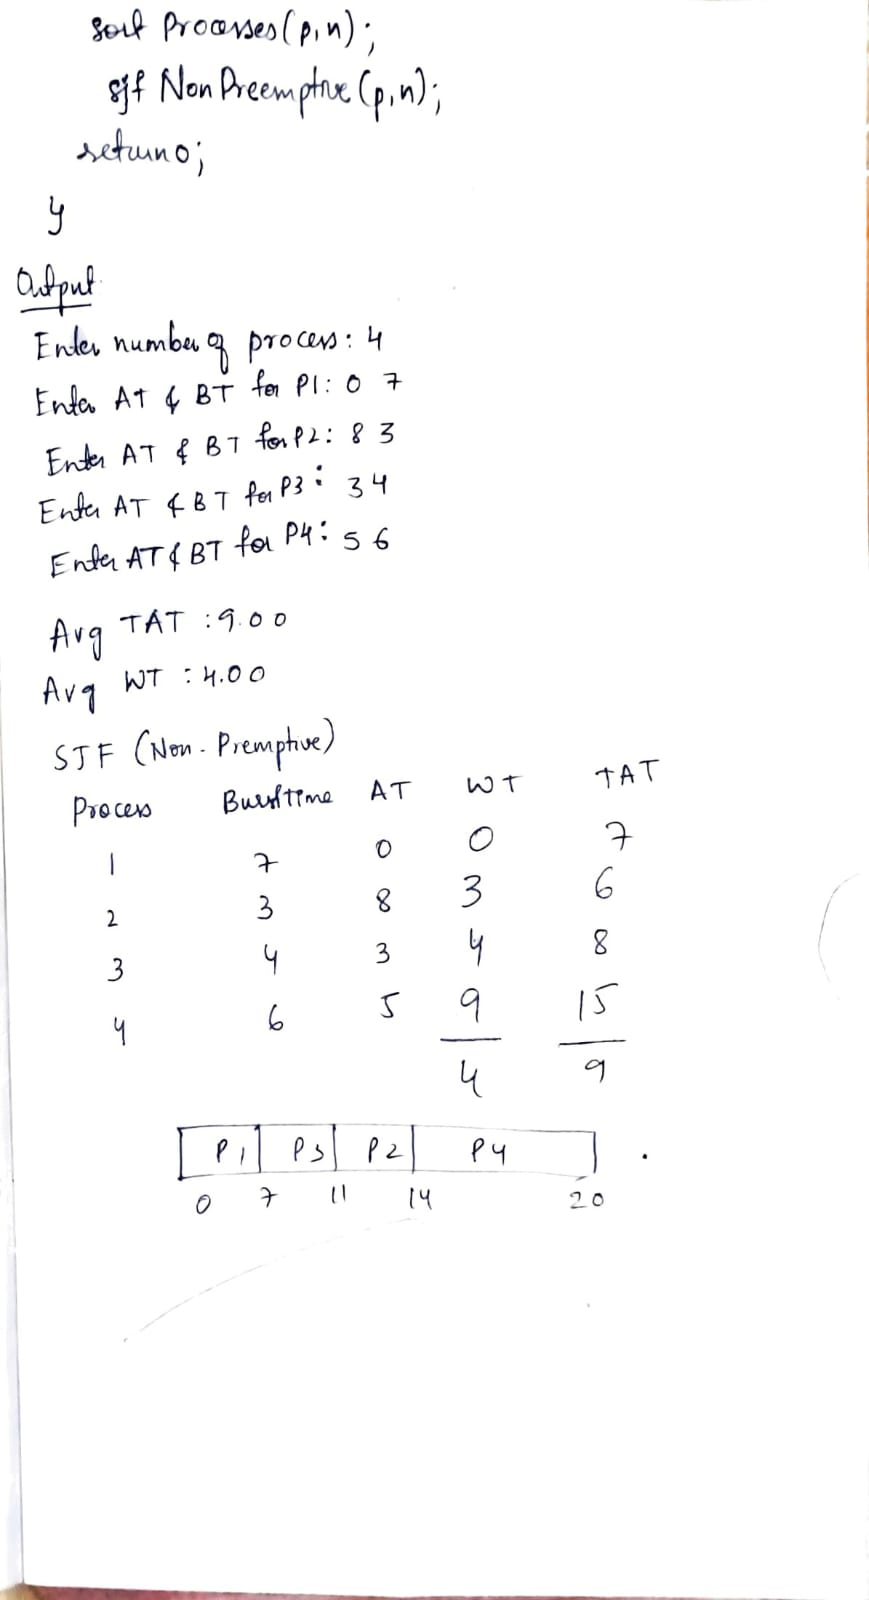 sort Processes(p,n);
sjf Non Preemptive (p,n);
return 0;
}
Output
Enter number of process: 4
Enter AT & BT for P1: 0 7
Enter AT & BT for P2: 8 3
Enter AT & BT for P3: 3 4
Enter AT & BT for P4: 5 6
Avg TAT : 9.00
Avg WT : 4.00
SJF (Non-Premptive)
Process Burst time AT WT TAT
1 7 0 0 7
2 3 8 3 6
3 4 3 4 8
4 6 5 9 15
4 9
P1 P3 P2 P4
0 7 11 14 20